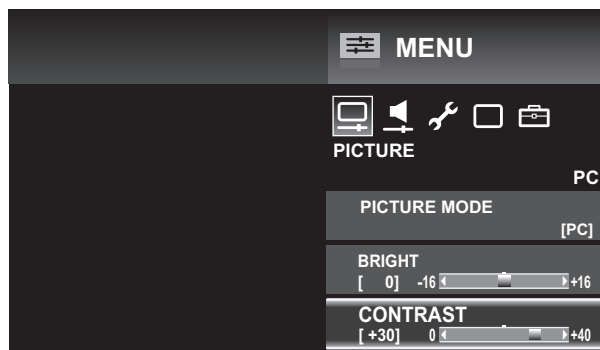 MENU
PICTURE
PC
PICTURE MODE
[PC]
BRIGHT
[ 0] -16 +16
CONTRAST
[ +30] 0 +40